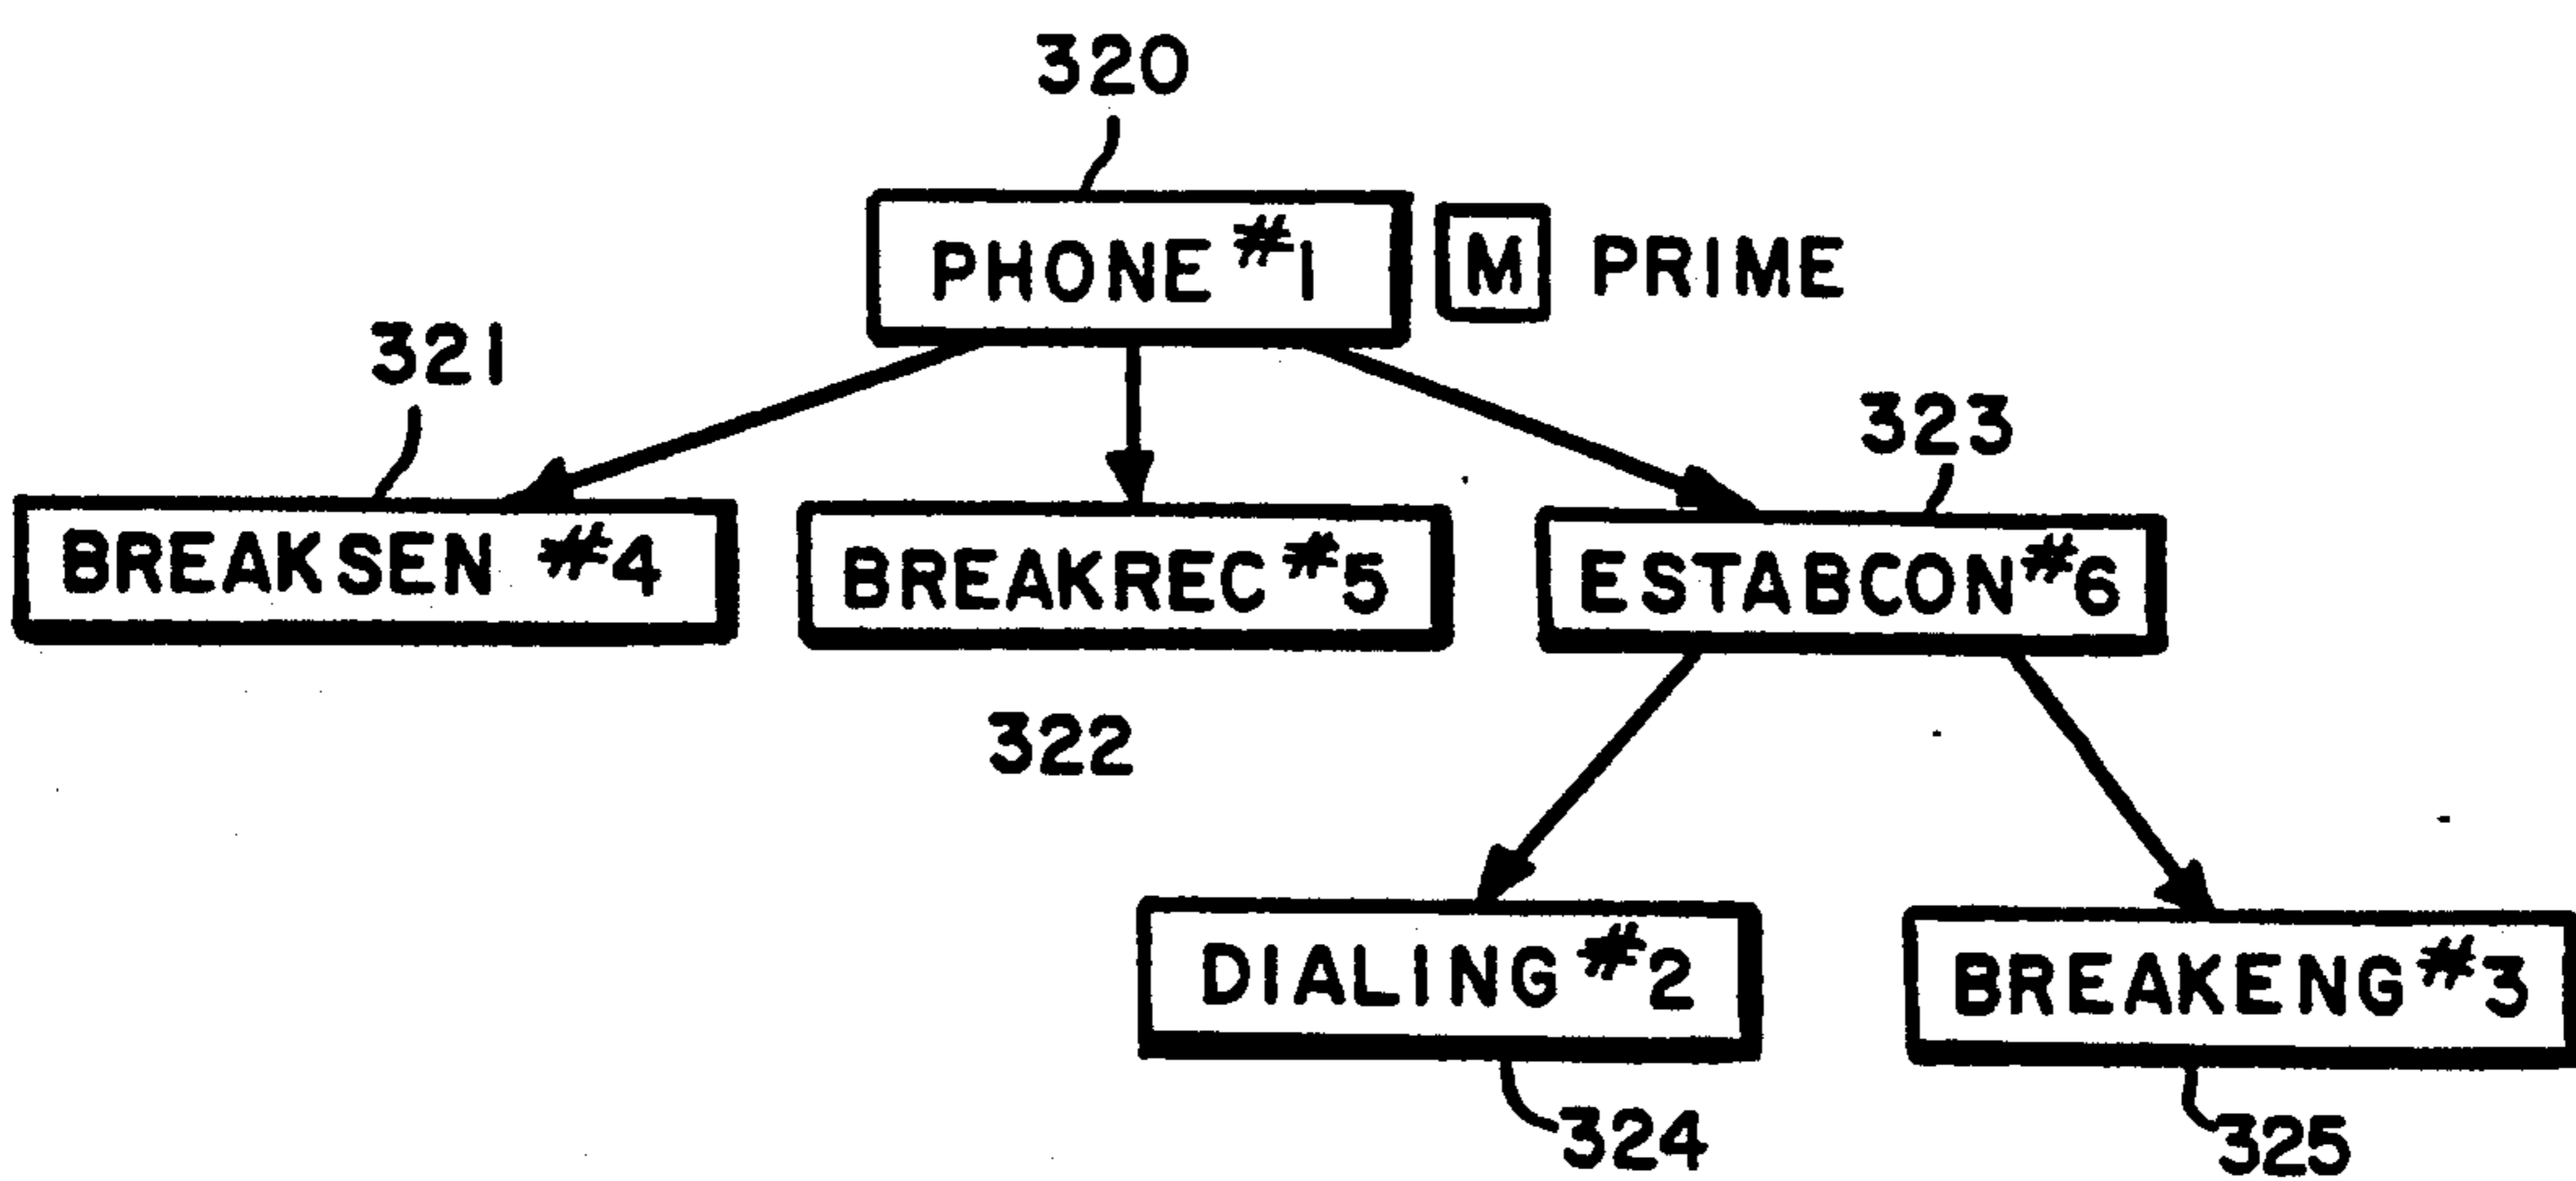 320
PHONE #1 M PRIME
321
323
BREAKSEN #4
BREAKREC #5
ESTABCON #6
322
DIALING #2
BREAKENG #3
324
325